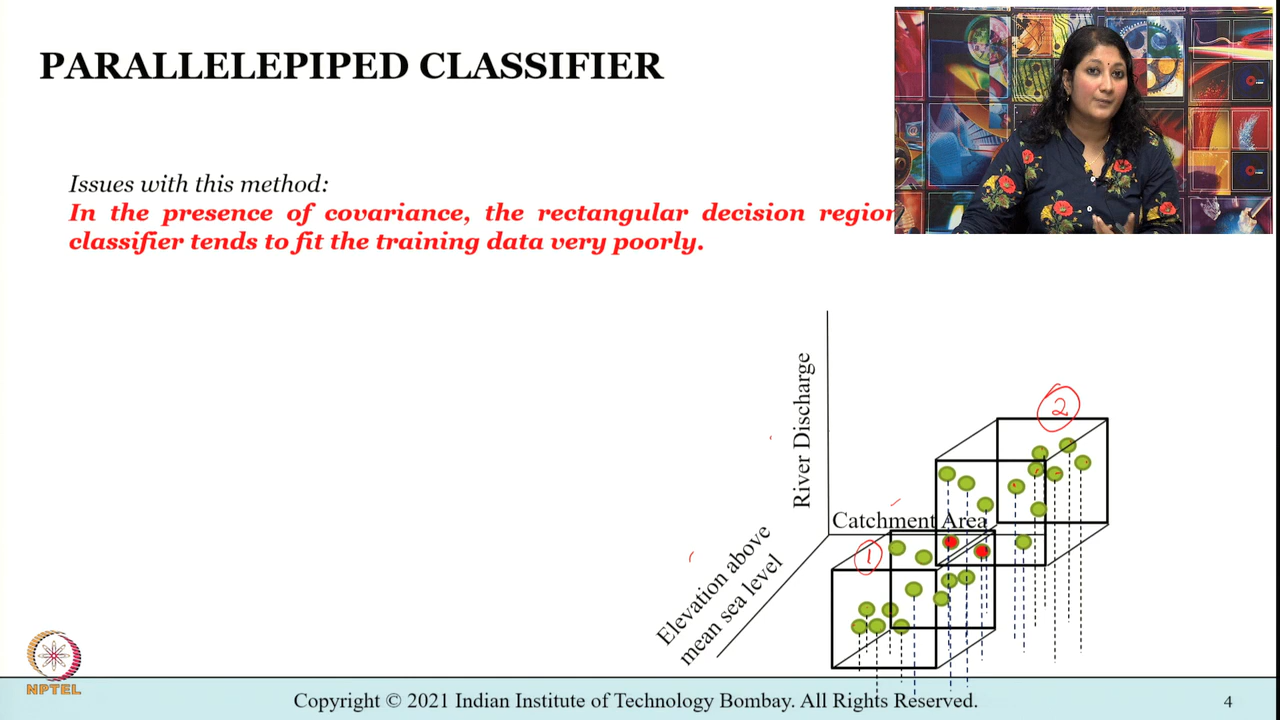 PARALLELEPIPED CLASSIFIER
Issues with this method:
In the presence of covariance, the rectangular decision region
classifier tends to fit the training data very poorly.
River Discharge
2
Catchment Area
1
Elevation above
mean sea level
NPTEL
Copyright © 2021 Indian Institute of Technology Bombay. All Rights Reserved.
4